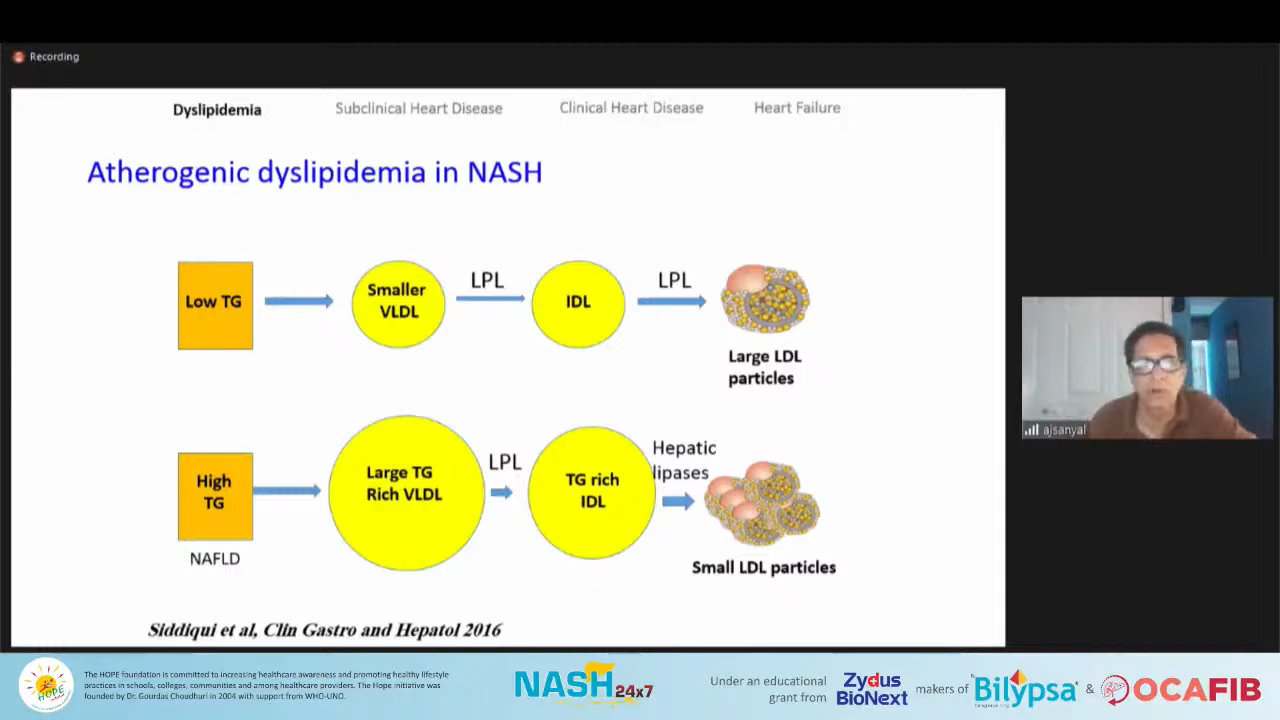 Recording
Dyslipidemia Subclinical Heart Disease Clinical Heart Disease Heart Failure
Atherogenic dyslipidemia in NASH
Low TG
Smaller
VLDL
LPL
IDL
LPL
Large LDL
particles
High
TG
NAFLD
Large TG
Rich VLDL
LPL
TG rich
IDL
Hepatic
lipases
Small LDL particles
Siddiqui et al, Clin Gastro and Hepatol 2016
ajsanyal
HOPE
The HOPE foundation is committed to increasing healthcare awareness and promoting healthy lifestyle
practices in schools, colleges, communities and among healthcare providers. The Hope initiative was
founded by Dr. Gourdas Choudhuri in 2004 with support from WHO-UNO.
NASH 24x7
Under an educational
grant from
Zydus
BioNext
makers of
Bilypsa
&
OCAFIB